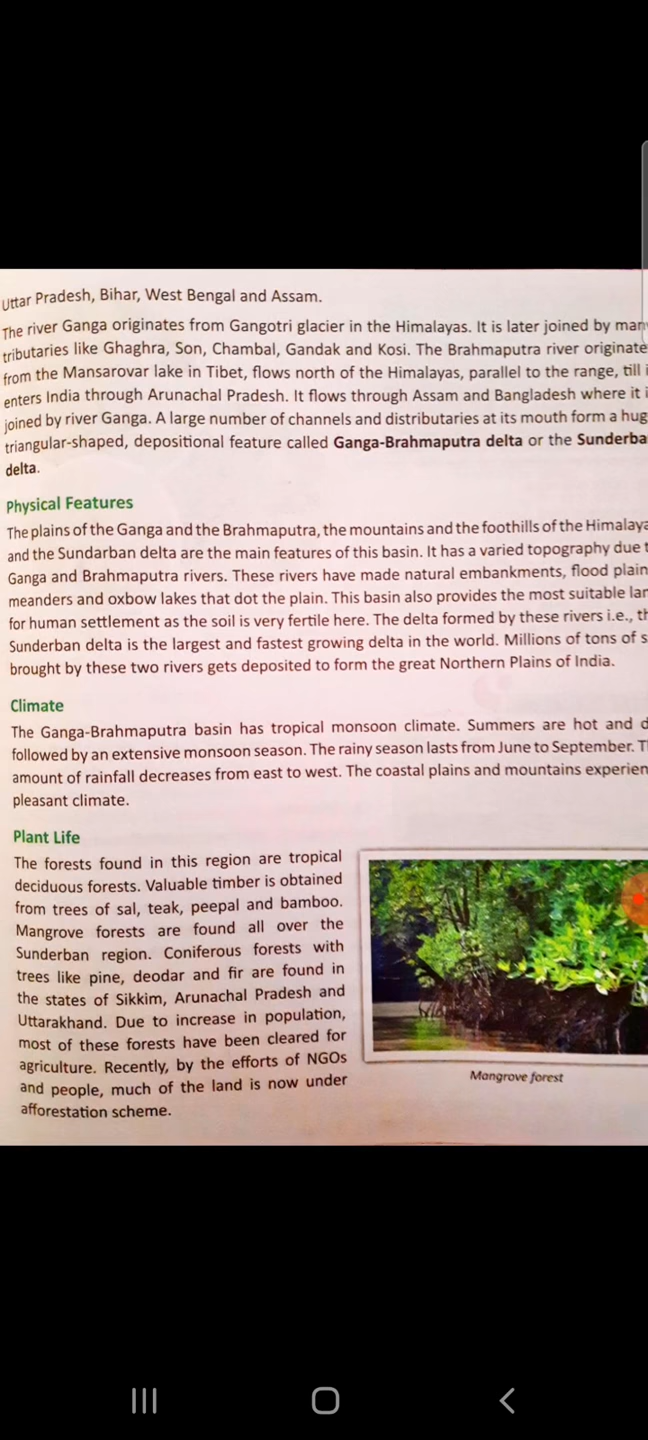 Uttar Pradesh, Bihar, West Bengal and Assam.
The river Ganga originates from Gangotri glacier in the Himalayas. It is later joined by
tributaries like Ghaghra, Son, Chambal, Gandak and Kosi. The Brahmaputra river originate
from the Mansarovar lake in Tibet, flows north of the Himalayas, parallel to the range, till
enters India through Arunachal Pradesh. It flows through Assam and Bangladesh where it
joined by river Ganga. A large number of channels and distributaries at its mouth form a
triangular-shaped, depositional feature called Ganga-Brahmaputra delta or the Sunderba
delta.
Physical Features
The plains of the Ganga and the Brahmaputra, the mountains and the foothills of the Himalaya
and the Sundarban delta are the main features of this basin. It has a varied topography due
Ganga and Brahmaputra rivers. These rivers have made natural embankments, flood plain
meanders and oxbow lakes that dot the plain. This basin also provides the most suitable
for human settlement as the soil is very fertile here. The delta formed by these rivers i.e.,
Sunderban delta is the largest and fastest growing delta in the world. Millions of tons of
brought by these two rivers gets deposited to form the great Northern Plains of India.
Climate
The Ganga-Brahmaputra basin has tropical monsoon climate. Summers are hot and
followed by an extensive monsoon season. The rainy season lasts from June to September.
amount of rainfall decreases from east to west. The coastal plains and mountains experien
pleasant climate.
Plant Life
The forests found in this region are tropical
deciduous forests. Valuable timber is obtained
from trees of sal, teak, peepal and bamboo.
Mangrove forests are found all over the
Sunderban region. Coniferous forests with
trees like pine, deodar and fir are found in
the states of Sikkim, Arunachal Pradesh and
Uttarakhand. Due to increase in population,
most of these forests have been cleared for
agriculture. Recently, by the efforts of NGOs
and people, much of the land is now under
afforestation scheme.
Mangrove forest